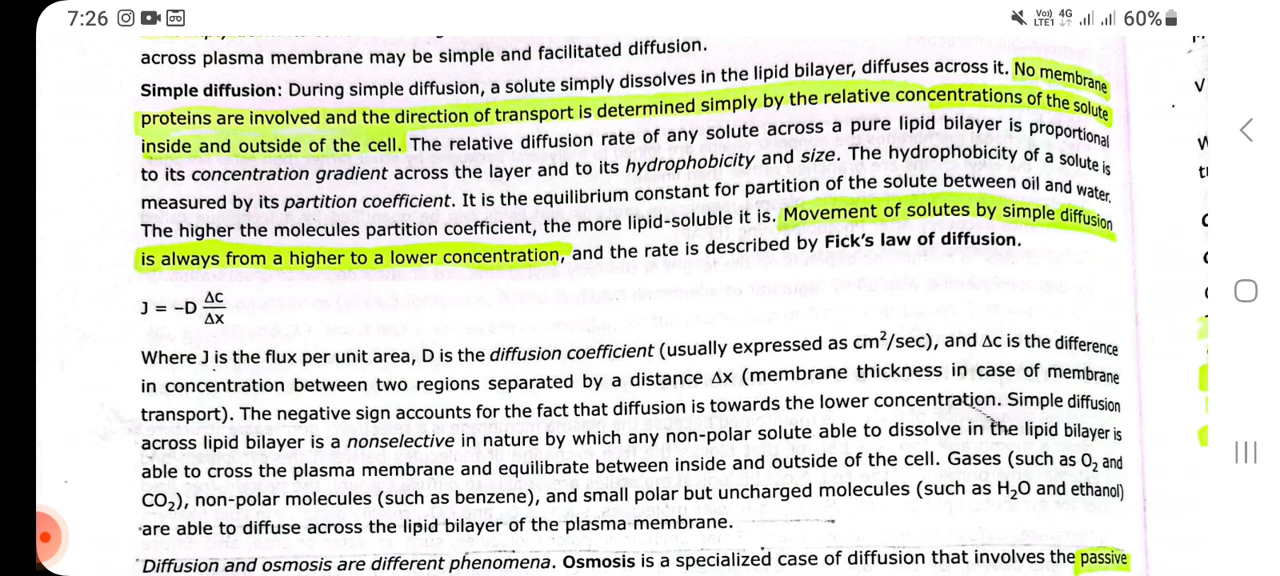 7:26
Vo)) 4G
LTE1
60%
across plasma membrane may be simple and facilitated diffusion.
Simple diffusion: During simple diffusion, a solute simply dissolves in the lipid bilayer, diffuses across it. No membrane
proteins are involved and the direction of transport is determined simply by the relative concentrations of the solute
inside and outside of the cell. The relative diffusion rate of any solute across a pure lipid bilayer is proportional
to its concentration gradient across the layer and to its hydrophobicity and size. The hydrophobicity of a solute is
measured by its partition coefficient. It is the equilibrium constant for partition of the solute between oil and water.
The higher the molecules partition coefficient, the more lipid-soluble it is. Movement of solutes by simple diffusion
is always from a higher to a lower concentration, and the rate is described by Fick's law of diffusion.
J = -D Δc/Δx
Where J is the flux per unit area, D is the diffusion coefficient (usually expressed as cm²/sec), and Δc is the difference
in concentration between two regions separated by a distance Δx (membrane thickness in case of membrane
transport). The negative sign accounts for the fact that diffusion is towards the lower concentration. Simple diffusion
across lipid bilayer is a nonselective in nature by which any non-polar solute able to dissolve in the lipid bilayer is
able to cross the plasma membrane and equilibrate between inside and outside of the cell. Gases (such as O₂ and
CO₂), non-polar molecules (such as benzene), and small polar but uncharged molecules (such as H₂O and ethanol)
are able to diffuse across the lipid bilayer of the plasma membrane.
Diffusion and osmosis are different phenomena. Osmosis is a specialized case of diffusion that involves the passive